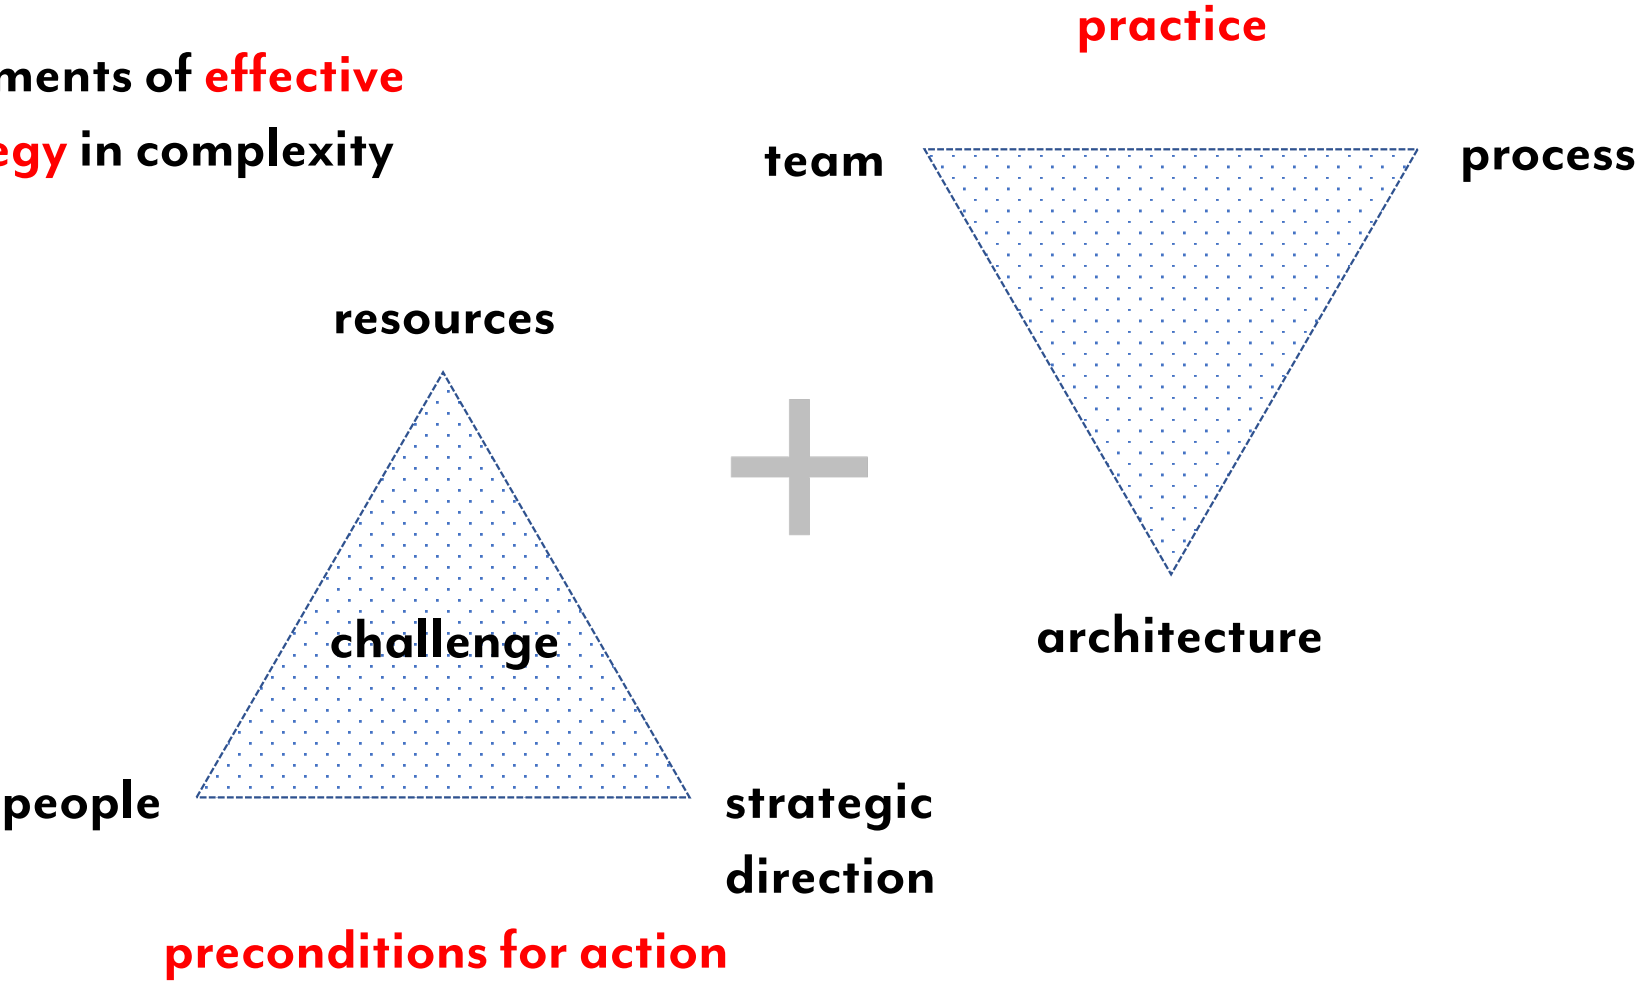 ments of effective
egy in complexity
practice
team
process
resources
architecture
challenge
people
strategic
direction
preconditions for action